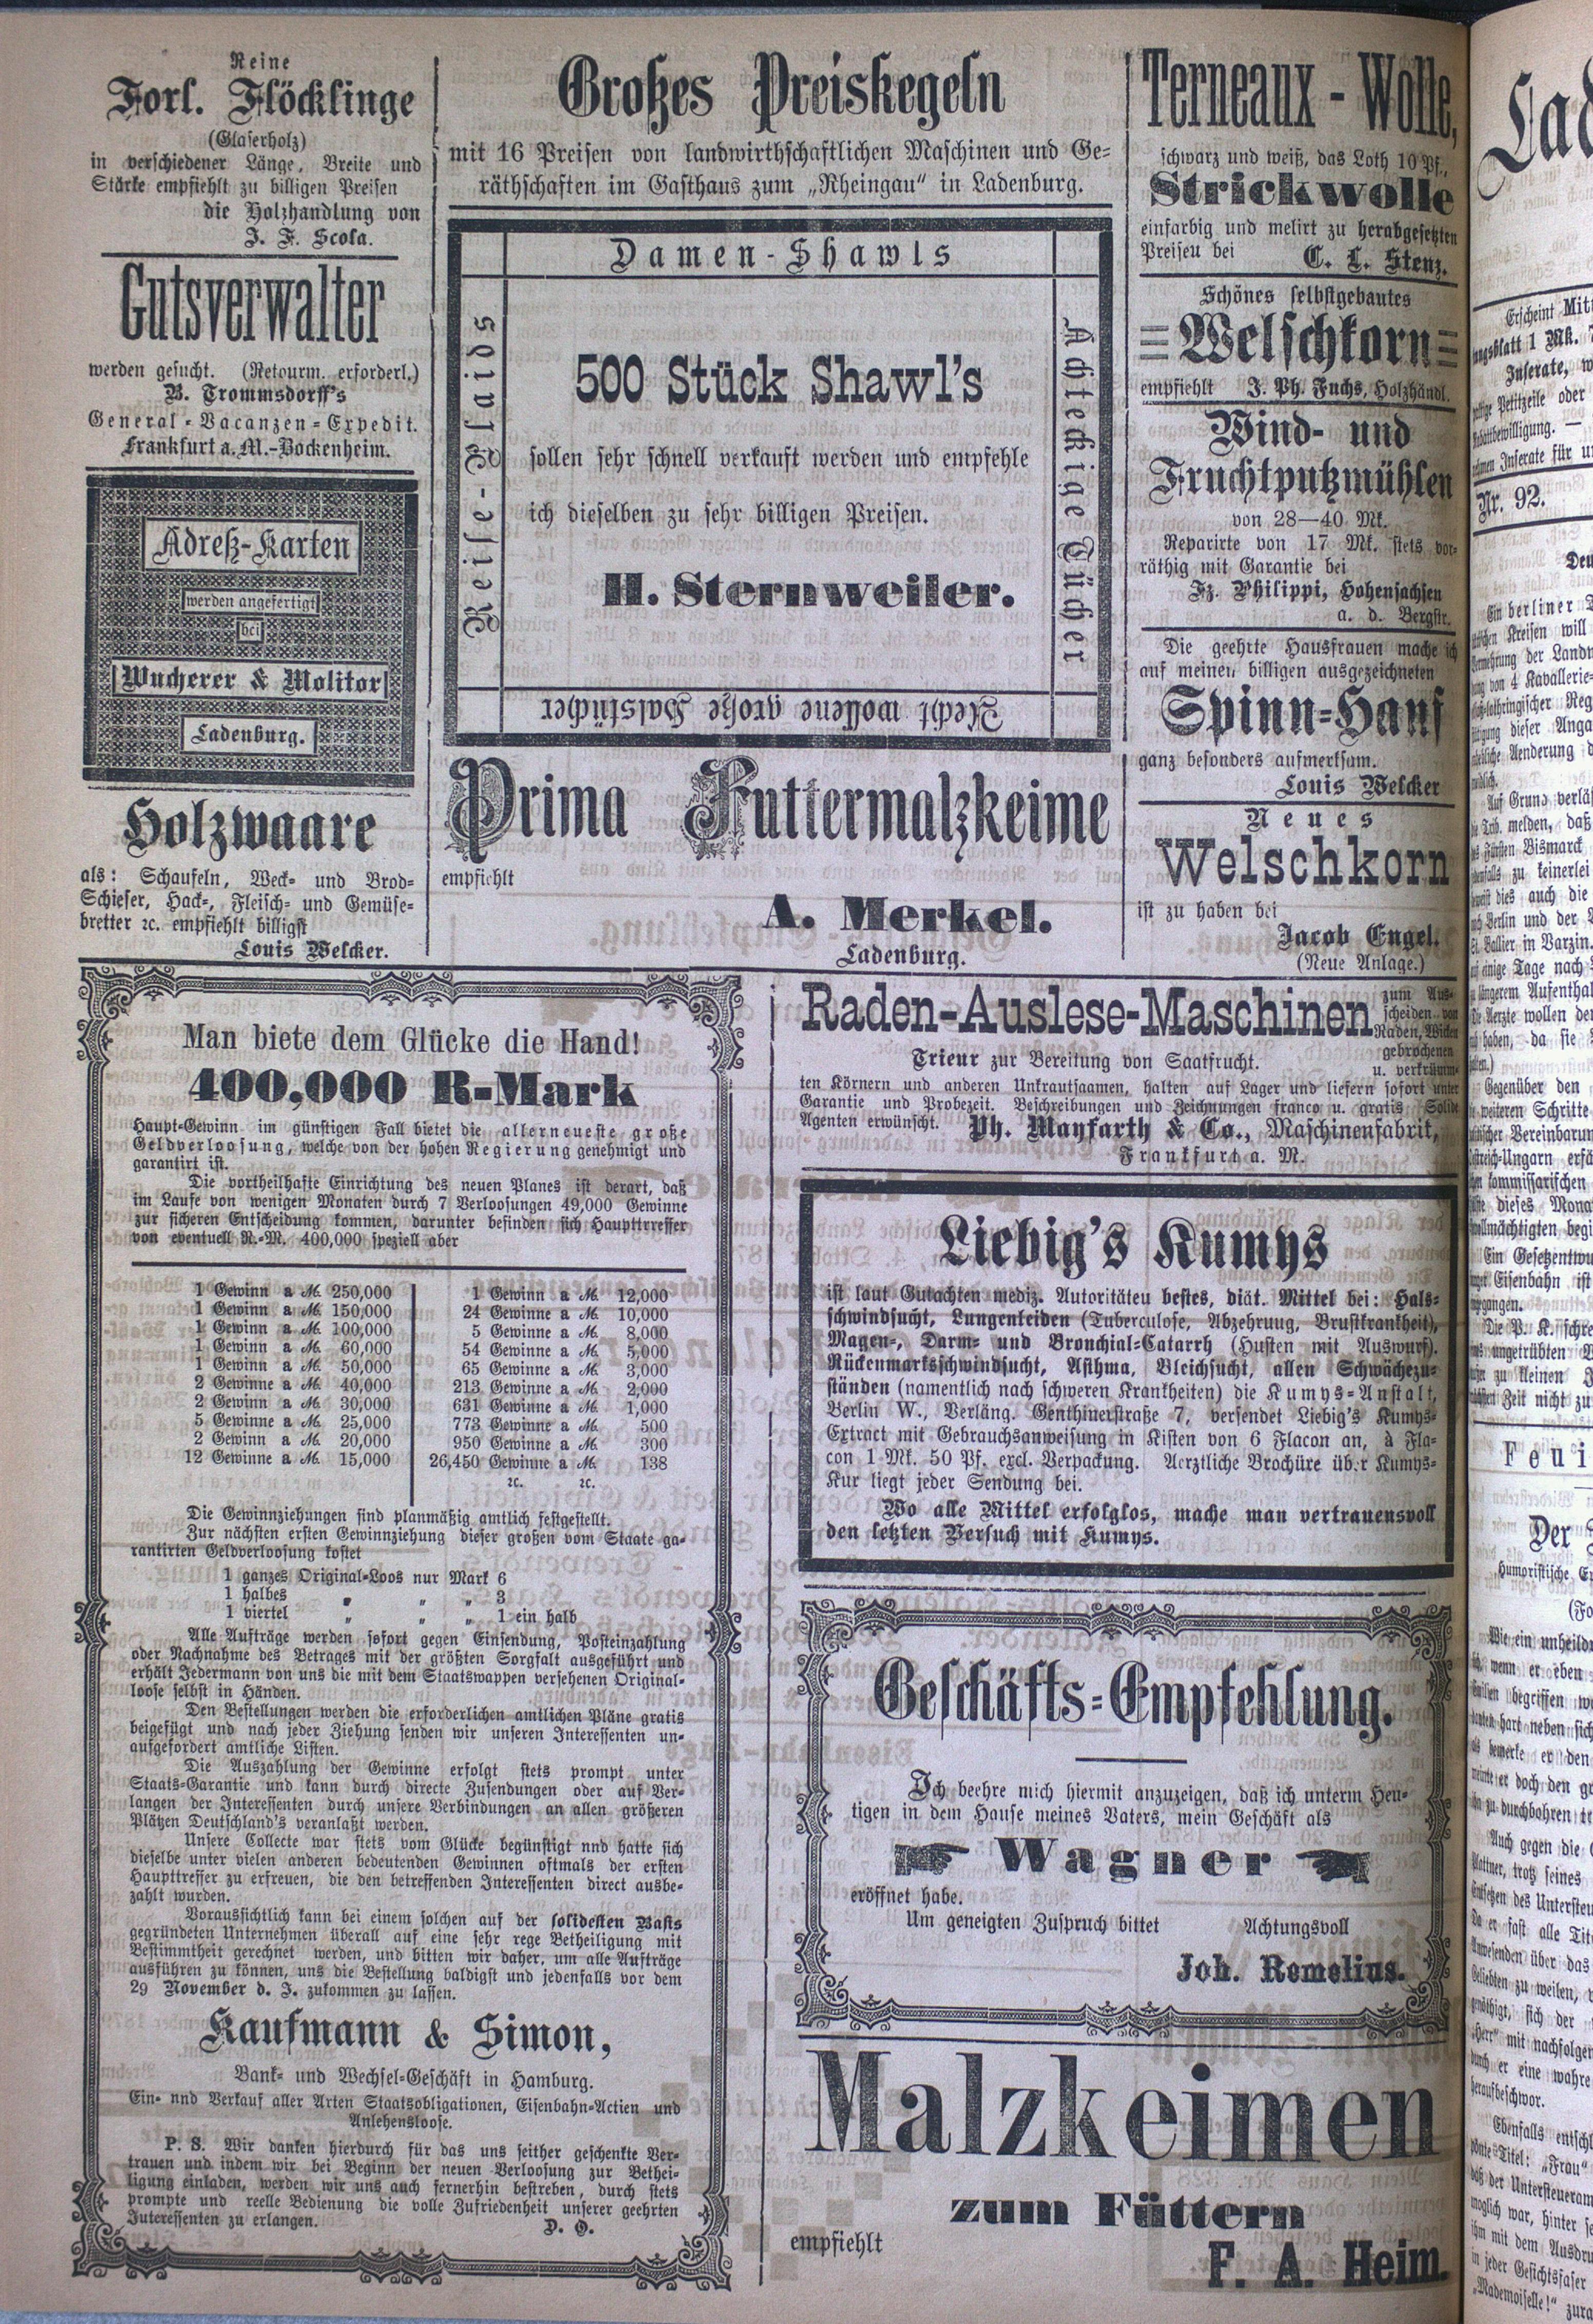 Reine
Forl. Flöcklinge
(Glaserholz)
in verschiedener Länge, Breite und
Stärke empfiehlt zu billigen Preisen
die Holzhandlung von
J. F. Scola.
Gutsverwalter
werden gesucht. (Retourm. erforderl.)
B. Trommsdorff's
General-Vacanzen-Expedit.
Frankfurt a. M.-Bockenheim.
Adreß-Karten
werden angefertigt
bei
Wucherer & Molitor
Ladenburg.
Holzwaare
als: Schaufeln, Weck- und Brod-
Schieser, Hack-, Fleisch- und Gemüse-
bretter ꝛc. empfiehlt billigst
Louis Welcker.
Großes Preiskegeln
mit 16 Preisen von landwirthschaftlichen Maschinen und Ge-
räthschaften im Gasthaus zum „Rheingau“ in Ladenburg.
Damen-Shawls
Reise-Plaids
500 Stück Shawl's
sollen sehr schnell verkauft werden und empfehle
ich dieselben zu sehr billigen Preisen.
H. Sternweiler.
Achteckige Tücher
Aecht wollene große Halstücher
Prima Futtermalzkeime
empfiehlt
A. Merkel.
Ladenburg.
Terneaux-Wolle,
schwarz und weiß, das Loth 10 Pf.,
Strickwolle
einfarbig und melirt zu herabgesetzten
Preiseu bei C. L. Stenz.
Schönes selbstgebautes
Welschkorn
empfiehlt J. Ph. Fuchs, Holzhändl.
Wind- und
Fruchtputzmühlen
von 28—40 Mk.
Reparirte von 17 Mk. stets vor-
räthig mit Garantie bei
Fz. Philippi, Hohensachsen
a. d. Bergstr.
Die geehrte Hausfrauen mache ich
auf meinen billigen ausgezeichneten
Spinn-Hanf
ganz besonders aufmerksam.
Louis Welcker
Neues
Welschkorn
ist zu haben bei
Jacob Engel.
(Neue Anlage.)
Man biete dem Glücke die Hand!
400,000 R-Mark
Haupt-Gewinn im günstigen Fall bietet die allerneueste große
Geldverloosung, welche von der hohen Regierung genehmigt und
garantirt ist.
Die vortheilhafte Einrichtung des neuen Planes ist derart, daß
im Laufe von wenigen Monaten durch 7 Verloosungen 49,000 Gewinne
zur sicheren Entscheidung kommen, darunter befinden sich Haupttreffer
von eventuell R.-M. 400,000 speziell aber
1 Gewinn a M. 250,000
1 Gewinn a M. 150,000
1 Gewinn a M. 100,000
1 Gewinn a M. 60,000
1 Gewinn a M. 50,000
2 Gewinne a M. 40,000
2 Gewinn a M. 30,000
5 Gewinne a M. 25,000
2 Gewinn a M. 20,000
12 Gewinne a M. 15,000
1 Gewinn a M. 12,000
24 Gewinne a M. 10,000
5 Gewinne a M. 8,000
54 Gewinne a M. 5,000
65 Gewinne a M. 3,000
213 Gewinne a M. 2,000
631 Gewinne a M. 1,000
773 Gewinne a M. 500
950 Gewinne a M. 300
26,450 Gewinne a M. 138
ꝛc. ꝛc.
Die Gewinnziehungen sind planmäßig amtlich festgestellt.
Zur nächsten ersten Gewinnziehung dieser großen vom Staate ga-
rantirten Geldverloosung kostet
1 ganzes Original-Loos nur Mark 6
1 halbes „ „ „ 3
1 viertel „ „ „ 1 ein halb
Alle Aufträge werden sofort gegen Einsendung, Posteinzahlung
oder Nachnahme des Betrages mit der größten Sorgfalt ausgeführt und
erhält Jedermann von uns die mit dem Staatswappen versehenen Original-
loose selbst in Händen.
Den Bestellungen werden die erforderlichen amtlichen Pläne gratis
beigefügt und nach jeder Ziehung senden wir unseren Interessenten un-
aufgefordert amtliche Listen.
Die Auszahlung der Gewinne erfolgt stets prompt unter
Staats-Garantie und kann durch directe Zusendungen oder auf Ver-
langen der Interessenten durch unsere Verbindungen an allen größeren
Plätzen Deutschland's veranlaßt werden.
Unsere Collecte war stets vom Glücke begünstigt nnd hatte sich
dieselbe unter vielen anderen bedeutenden Gewinnen oftmals der ersten
Haupttreffer zu erfreuen, die den betreffenden Interessenten direct ausbe-
zahlt wurden.
Voraussichtlich kann bei einem solchen auf der solidesten Basis
gegründeten Unternehmen überall auf eine sehr rege Betheiligung mit
Bestimmtheit gerechnet werden, und bitten wir daher, um alle Aufträge
ausführen zu können, uns die Bestellung baldigst und jedenfalls vor dem
29 November d. J. zukommen zu lassen.
Kaufmann & Simon,
Bank- und Wechsel-Geschäft in Hamburg.
Ein- nnd Verkauf aller Arten Staatsobligationen, Eisenbahn-Actien und
Anlehensloose.
P. S. Wir danken hierdurch für das uns seither geschenkte Ver-
trauen und indem wir bei Beginn der neuen Verloosung zur Bethei-
ligung einladen, werden wir uns auch fernerhin bestreben, durch stets
prompte und reelle Bedienung die volle Zufriedenheit unserer geehrten
Interessenten zu erlangen. D. O.
Raden-Auslese-Maschinen
zum Aus-
scheiden von
Raden, Wicken
gebrochenen
u. verkrümm-
Trieur zur Bereitung von Saatfrucht.
ten Körnern und anderen Unkrautsaamen, halten auf Lager und liefern sofort unter
Garantie und Probezeit. Beschreibungen und Zeichnungen franco u. gratis Solide
Agenten erwünscht. Ph. Mayfarth & Co., Maschinenfabrik,
Frankfurt a. M.
Liebig's Kumys
ist laut Gutachten mediz. Autoritäteu bestes, diät. Mittel bei: Hals-
schwindsucht, Lungenleiden (Tuberculose, Abzehruug, Brustkrankheit),
Magen-, Darm- und Bronchial-Catarrh (Husten mit Auswurf).
Rückenmarksschwindsucht, Asthma, Bleichsucht, allen Schwächezu-
ständen (namentlich nach schweren Krankheiten) die Kumys-Anstalt,
Berlin W., Verläng. Genthinerstraße 7, versendet Liebig's Kumys-
Extract mit Gebrauchsanweisung in Kisten von 6 Flacon an, à Fla-
con 1 Mk. 50 Pf. excl. Verpackung. Aerztliche Brochüre über Kumys-
Kur liegt jeder Sendung bei.
Wo alle Mittel erfolglos, mache man vertrauensvoll
den letzten Versuch mit Kumys.
Geschäfts-Empfehlung.
Ich beehre mich hiermit anzuzeigen, daß ich unterm Heu-
tigen in dem Hause meines Vaters, mein Geschäft als
Wagner
eröffnet habe.
Um geneigten Zuspruch bittet Achtungsvoll
Joh. Remelius.
Malzkeimen
zum Füttern
empfiehlt
F. A. Heim.
Erscheint
Nr. 92.